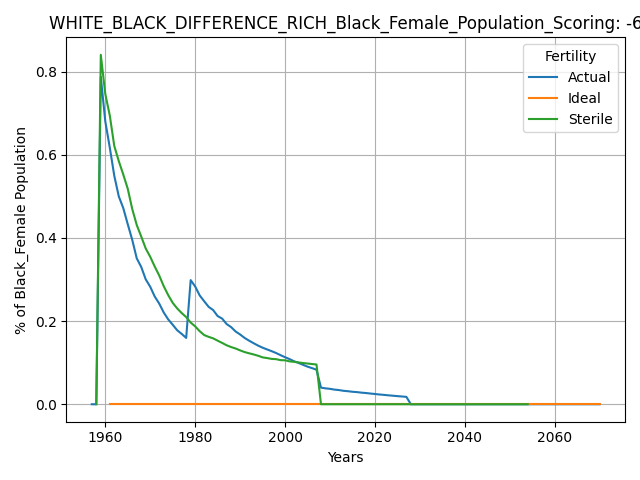 WHITE_BLACK_DIFFERENCE_RICH_Black_Female_Population_Scoring: -6
Fertility
Actual
Ideal
Sterile
% of Black_Female Population
0.8
0.6
0.4
0.2
0.0
1960 1980 2000 2020 2040 2060
Years